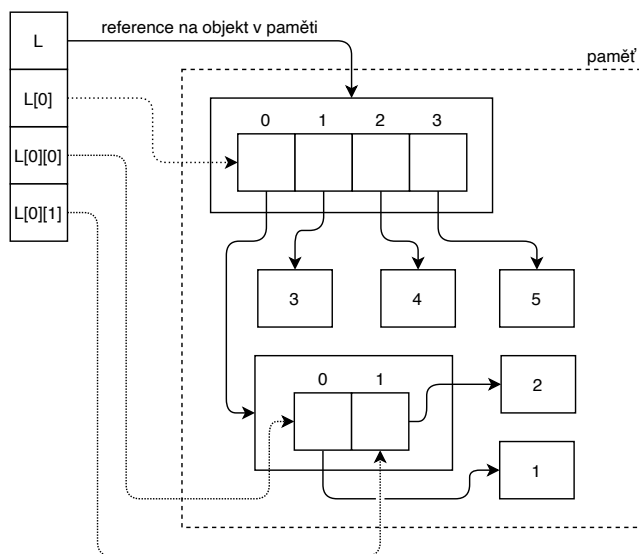 L
reference na objekt v paměti
paměť
L[0]
0 1 2 3
L[0][0]
L[0][1]
3 4 5
0 1
2
1